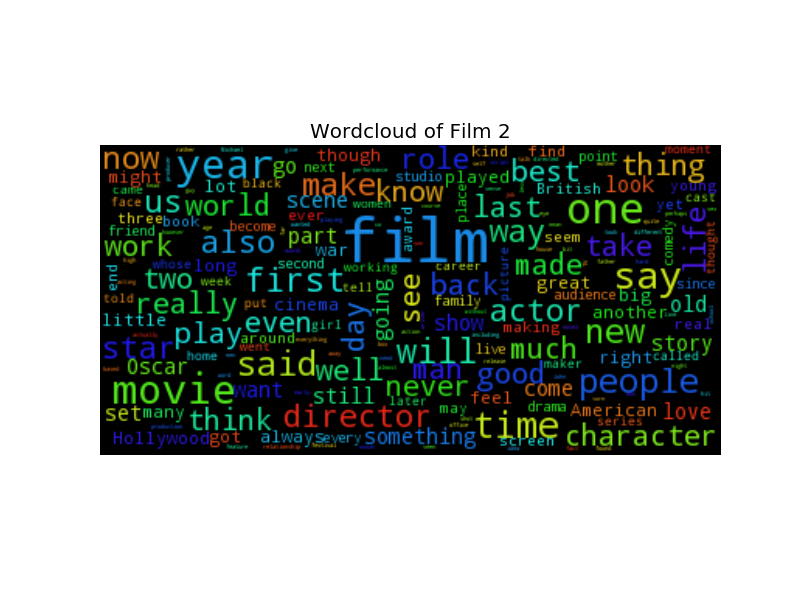 Wordcloud of Film 2
now year go though role kind find moment
might next studio played best point thing
came lot black make know British look young
face us world scene women place last one yet cast
three book ever award way seem
friend become part film take comedy life thought
work also war
whose long second working career picture made great say since
end two week first tell going see back family audience big
told really put cinema day actor another old
little play even girl show making new real
star around will live much story
home went right called
Oscar said well man good maker people
movie want still never feel come
set many think director later may drama American love
series
Hollywood got always every something time screen character